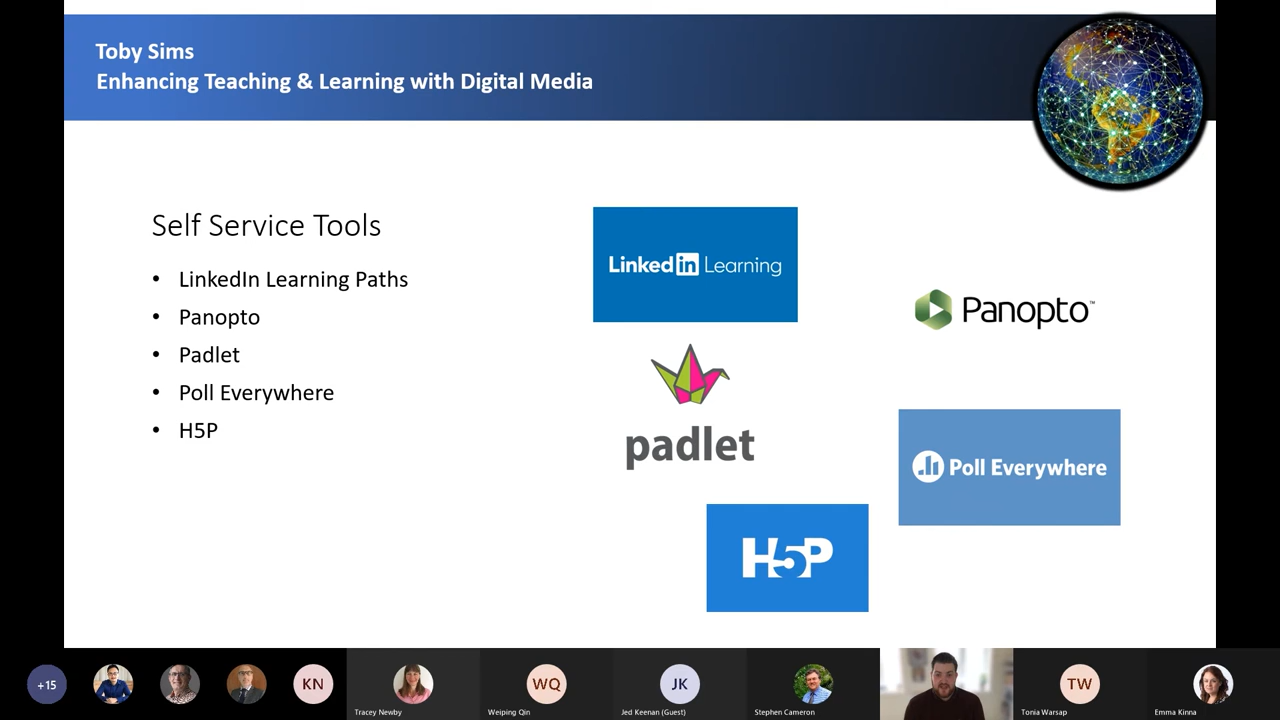 Toby Sims
Enhancing Teaching & Learning with Digital Media
Self Service Tools
• LinkedIn Learning Paths
• Panopto
• Padlet
• Poll Everywhere
• H5P
Linked in Learning
Panopto™
padlet
Poll Everywhere
H5P
+15
KN
WQ
JK
TW
Tracey Newby
Weiping Qin
Jed Keenan (Guest)
Stephen Cameron
Tonia Warsap
Emma Kinna